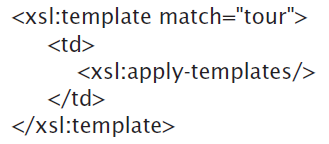 <xsl:template match="tour">
<td>
<xsl:apply-templates/>
</td>
</xsl:template>